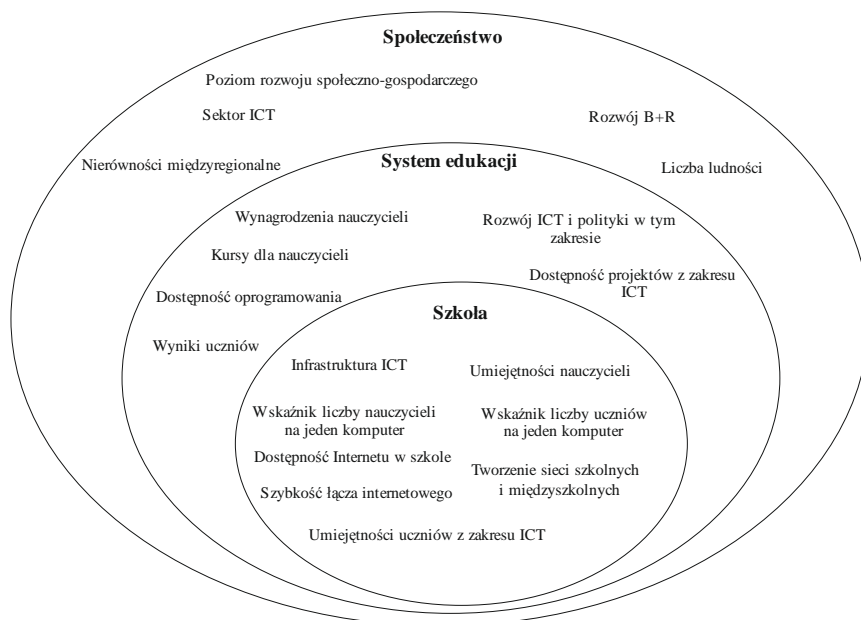 Społeczeństwo
Poziom rozwoju społeczno-gospodarczego
Sektor ICT
Rozwój B+R
Nierówności międzyregionalne
Liczba ludności
System edukacji
Wynagrodzenia nauczycieli
Rozwój ICT i polityki w tym
zakresie
Kursy dla nauczycieli
Dostępność projektów z zakresu
ICT
Dostępność oprogramowania
Wyniki uczniów
Szkoła
Infrastruktura ICT
Umiejętności nauczycieli
Wskaźnik liczby nauczycieli
na jeden komputer
Wskaźnik liczby uczniów
na jeden komputer
Dostępność Internetu w szkole
Tworzenie sieci szkolnych
i międzyszkolnych
Szybkość łącza internetowego
Umiejętności uczniów z zakresu ICT